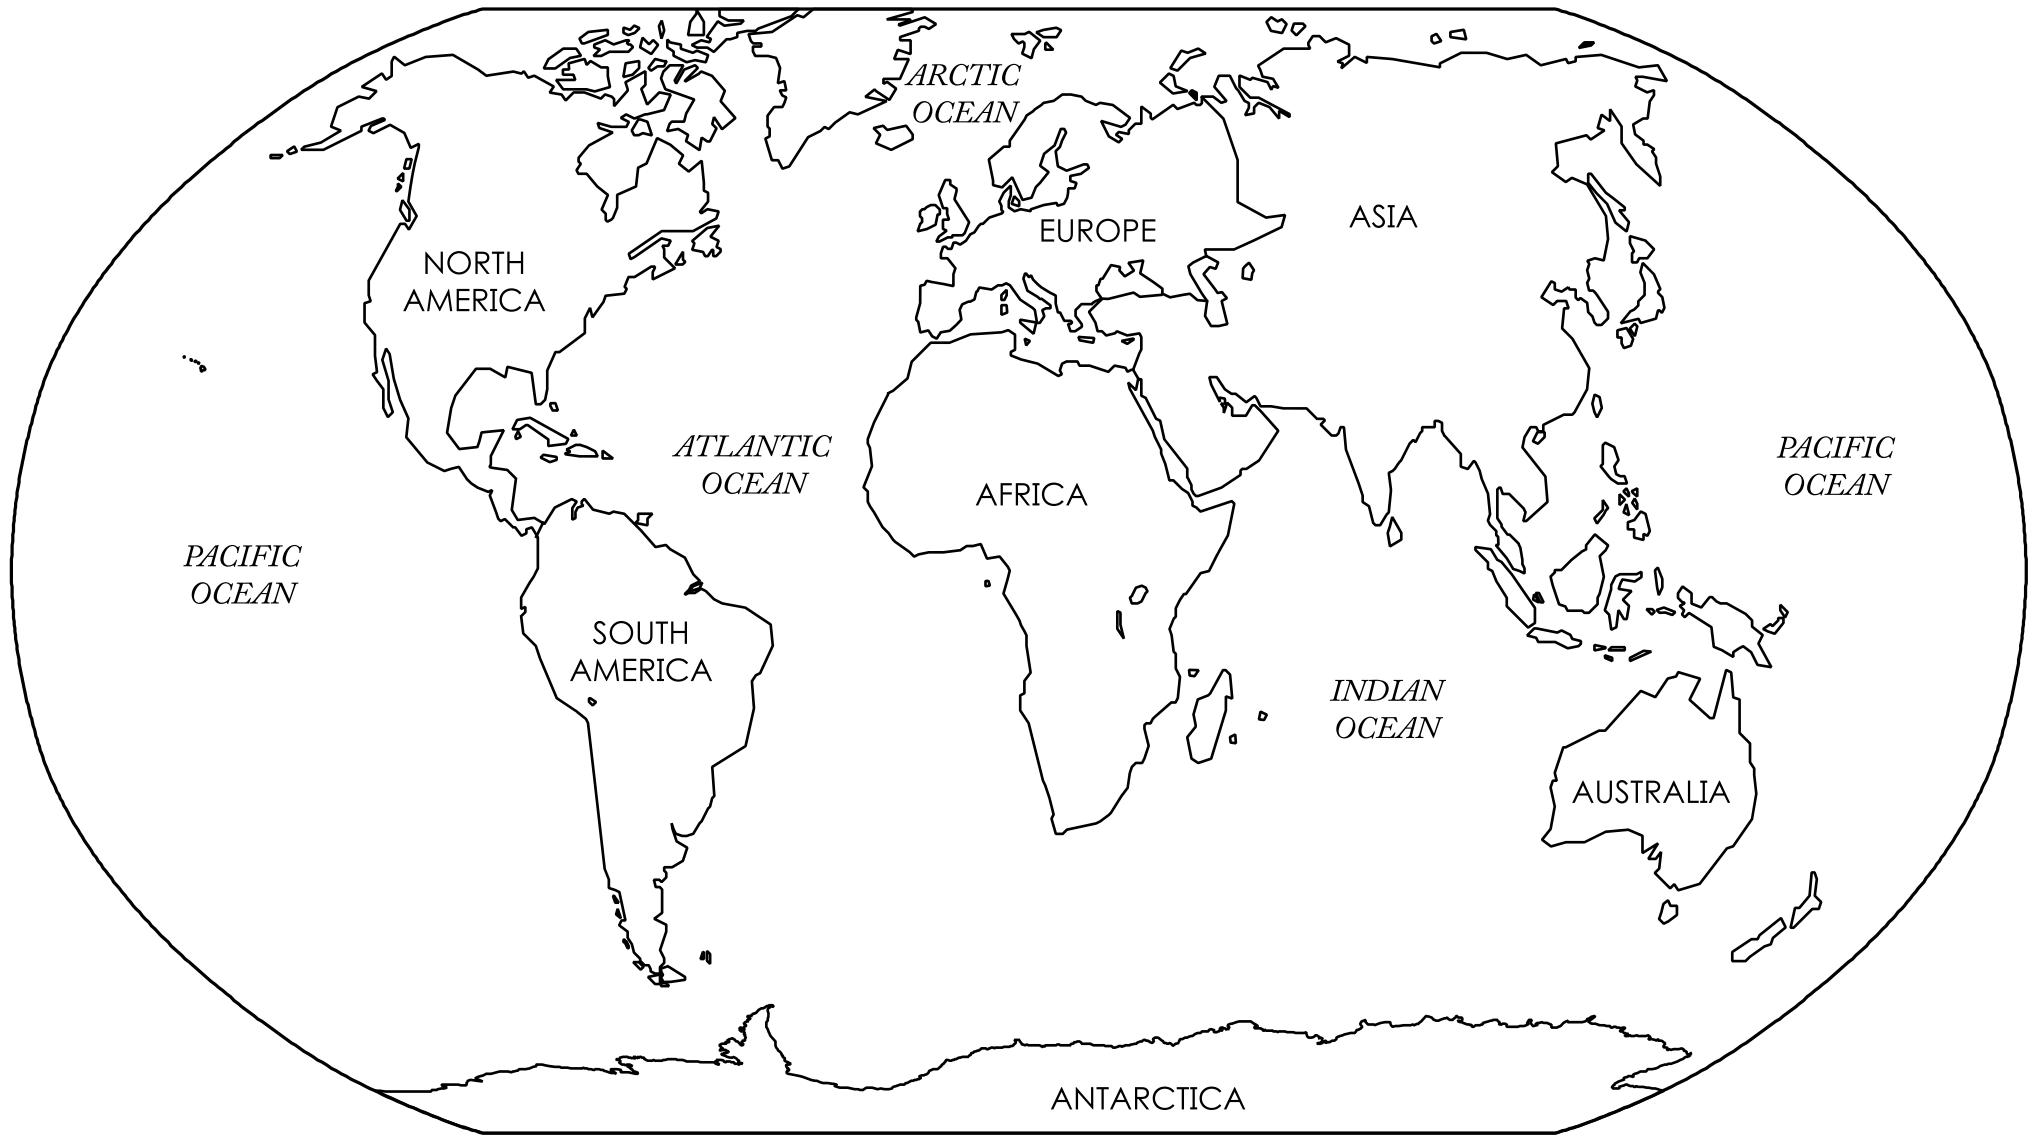 ARCTIC
OCEAN
NORTH
AMERICA
EUROPE
ASIA
ATLANTIC
OCEAN
AFRICA
PACIFIC
OCEAN
PACIFIC
OCEAN
SOUTH
AMERICA
INDIAN
OCEAN
AUSTRALIA
ANTARCTICA